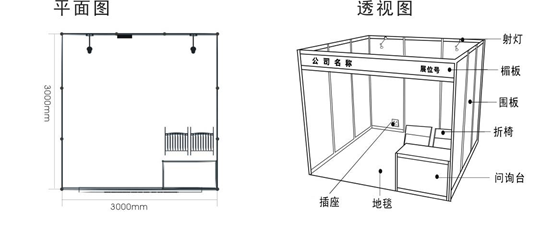 平面图
3000mm
3000mm
透视图
公司名称
展位号
射灯
楣板
围板
折椅
问询台
地毯
插座